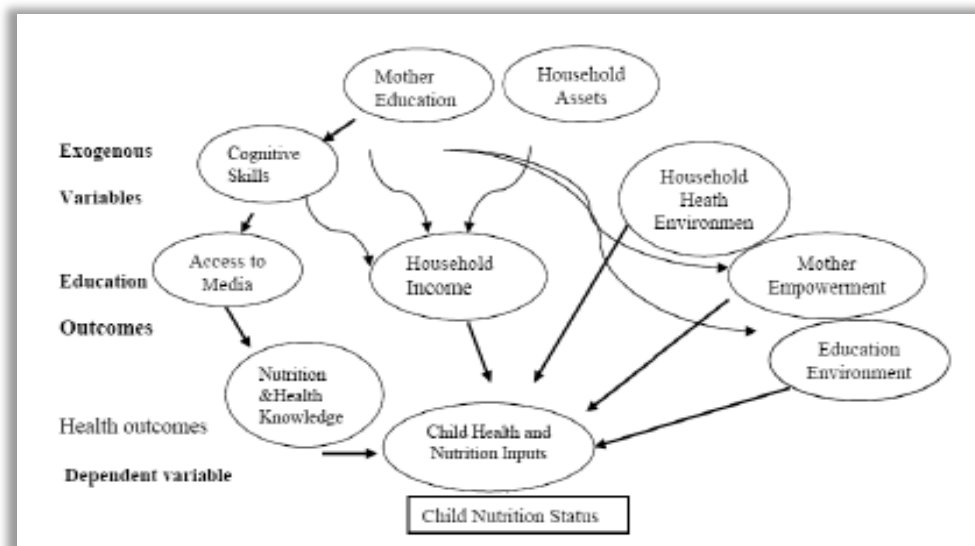 Mother
Education
Household
Assets
Exogenous
Cognitive
Skills
Variables
Household
Heath
Environmen
Access to
Media
Education
Household
Income
Mother
Empowerment
Outcomes
Education
Environment
Nutrition
&Health
Knowledge
Health outcomes
Child Health and
Nutrition Inputs
Dependent variable
Child Nutrition Status